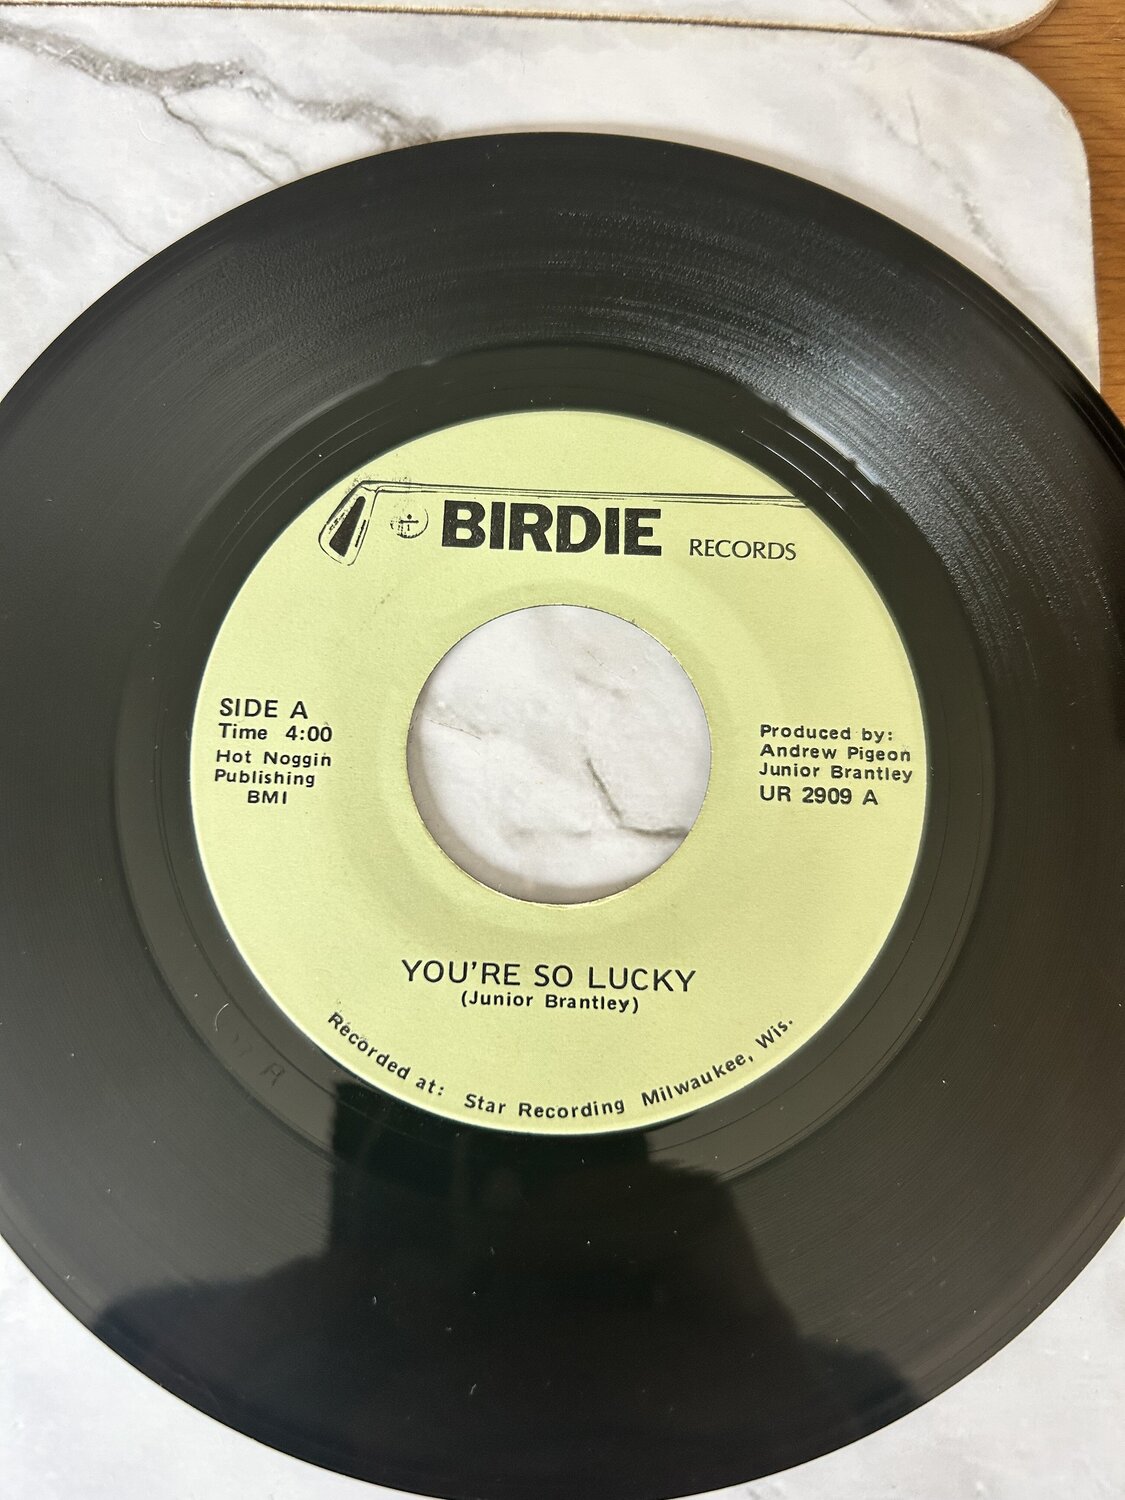 BIRDIE RECORDS
SIDE A
Time 4:00
Hot Noggin
Publishing
BMI
Produced by:
Andrew Pigeon
Junior Brantley
UR 2909 A
YOU'RE SO LUCKY
(Junior Brantley)
Recorded at: Star Recording Milwaukee, Wis.